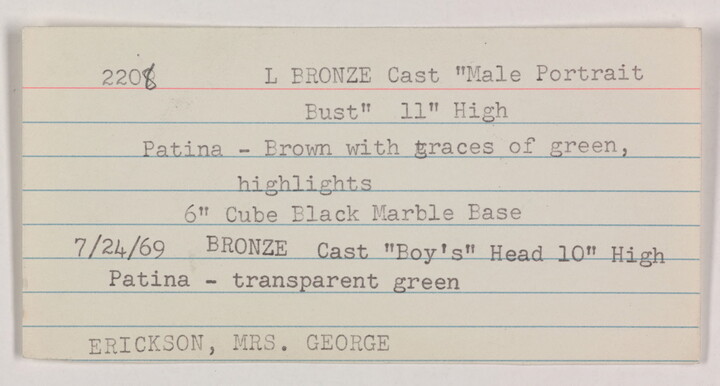 2208 L BRONZE Cast "Male Portrait
Bust" 11" High
Patina - Brown with traces of green,
highlights
6" Cube Black Marble Base
7/24/69 BRONZE Cast "Boy's" Head 10" High
Patina - transparent green
ERICKSON, MRS. GEORGE